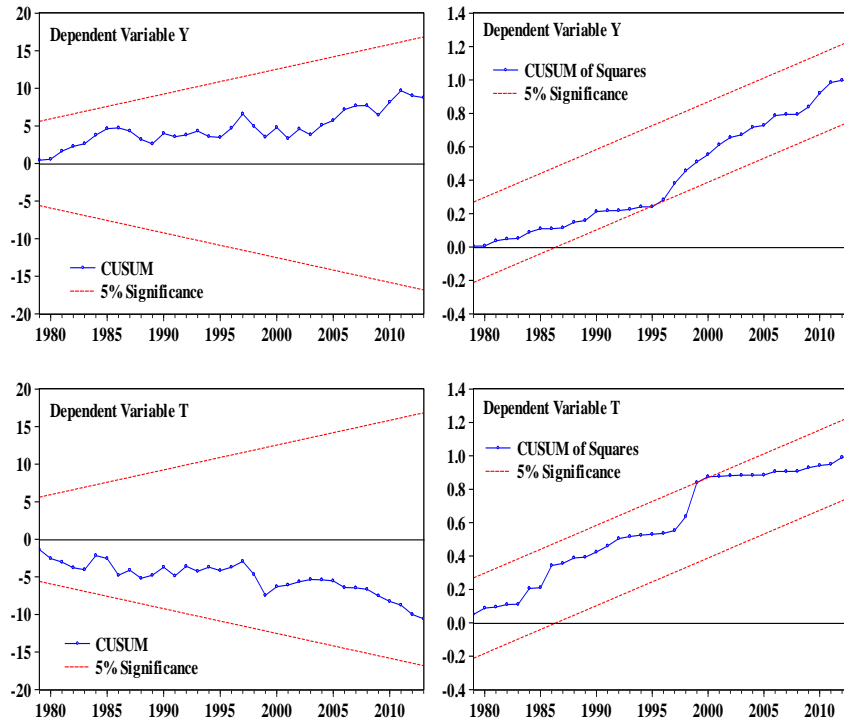 20
15
10
5
0
-5
-10
-15
-20
Dependent Variable Y
CUSUM
5% Significance
1980 1985 1990 1995 2000 2005 2010
1.4
1.2
1.0
0.8
0.6
0.4
0.2
0.0
-0.2
-0.4
Dependent Variable Y
CUSUM of Squares
5% Significance
1980 1985 1990 1995 2000 2005 2010
20
15
10
5
0
-5
-10
-15
-20
Dependent Variable T
CUSUM
5% Significance
1980 1985 1990 1995 2000 2005 2010
1.4
1.2
1.0
0.8
0.6
0.4
0.2
0.0
-0.2
-0.4
Dependent Variable T
CUSUM of Squares
5% Significance
1980 1985 1990 1995 2000 2005 2010